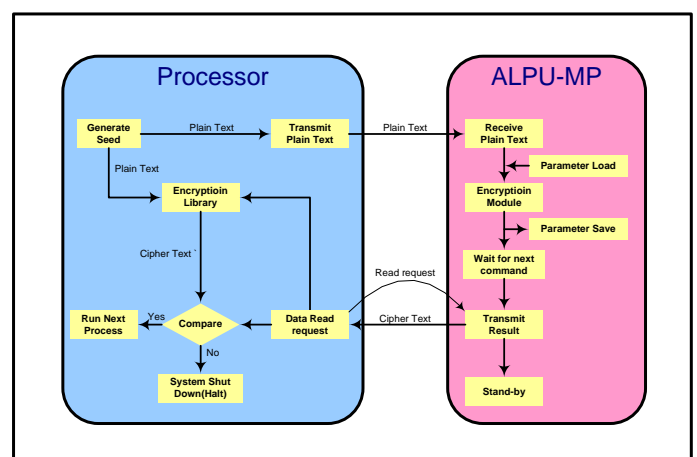 Processor
ALPU-MP
Generate
Seed
Plain Text
Transmit
Plain Text
Plain Text
Receive
Plain Text
Plain Text
Parameter Load
Encryptioin
Library
Encryptioin
Module
Parameter Save
Cipher Text `
Wait for next
command
Read request
Run Next
Process
Yes
Compare
Data Read
request
Cipher Text
Transmit
Result
No
System Shut
Down(Halt)
Stand-by